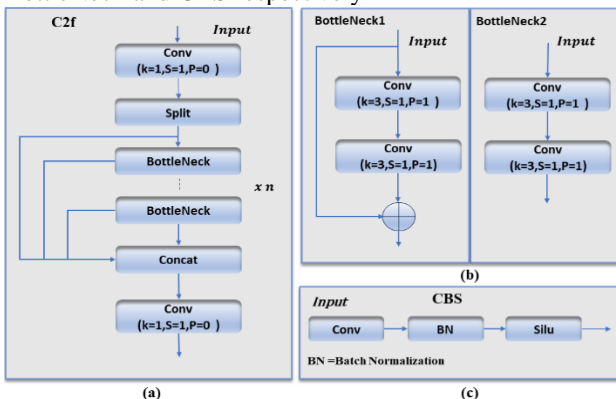 C2f
Input
Conv
(k=1,S=1,P=0 )
Split
BottleNeck
BottleNeck
x n
Concat
Conv
(k=1,S=1,P=0 )
(a)
BottleNeck1
Input
Conv
(k=3,S=1,P=1 )
Conv
(k=3,S=1,P=1)
BottleNeck2
Input
Conv
(k=3,S=1,P=1 )
Conv
(k=3,S=1,P=1)
(b)
Input
CBS
Conv
BN
Silu
BN =Batch Normalization
(c)